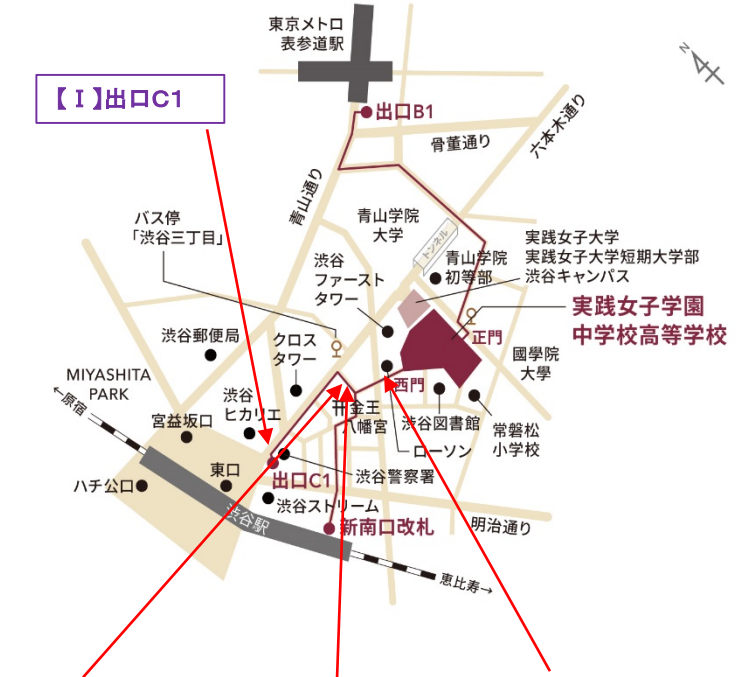 東京メトロ
表参道駅
N
【Ⅰ】出口C1
出口B1
骨董通り
六本木通り
青山通り
バス停
「渋谷三丁目」
青山学院
大学
トンネル
実践女子大学
実践女子大学短期大学部
渋谷キャンパス
青山学院
初等部
渋谷
ファースト
タワー
実践女子学園
中学校高等学校
正門
渋谷郵便局
クロス
タワー
國學院
大學
MIYASHITA
PARK
西門
←原宿
渋谷
ヒカリエ
金王
八幡宮
渋谷図書館
常磐松
小学校
宮益坂口
ローソン
ハチ公口
東口
出口C1
渋谷警察署
渋谷ストリーム
渋谷駅
新南口改札
明治通り
恵比寿→